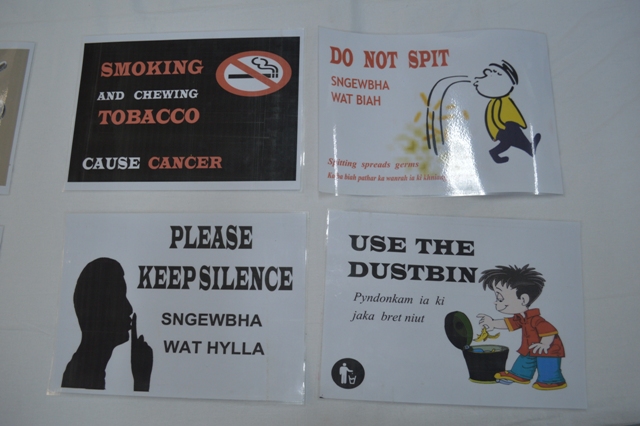 SMOKING
AND CHEWING
TOBACCO
CAUSE CANCER
DO NOT SPIT
SNGEWBHA
WAT BIAH
Spitting spreads germs
PLEASE
KEEP SILENCE
SNGEWBHA
WAT HYLLA
USE THE
DUSTBIN
Pyndonkam ia ki
jaka bret niut